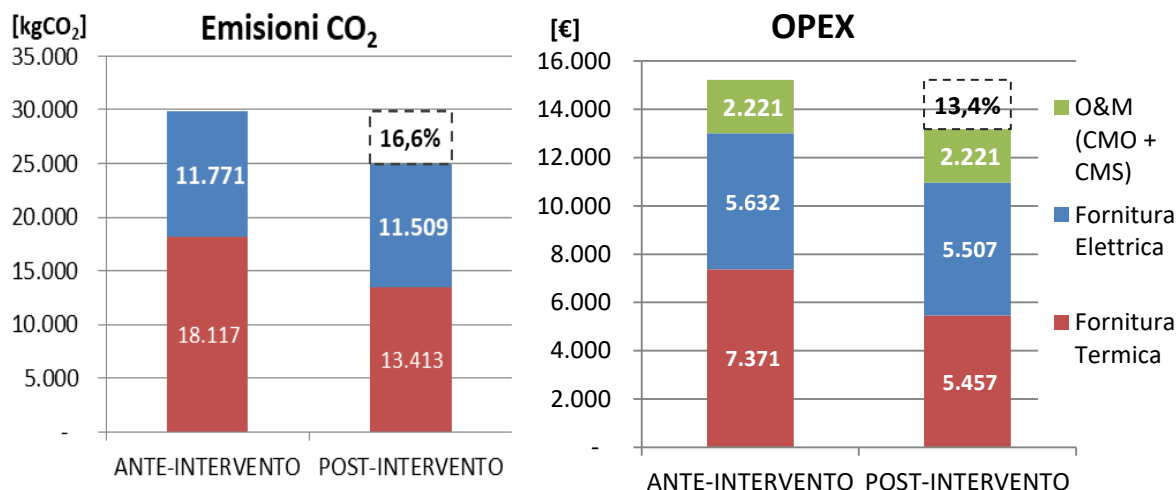 [kgCO2]
Emisioni CO2
35.000
30.000
25.000
20.000
15.000
10.000
5.000
-
16,6%
11.771
11.509
18.117
13.413
ANTE-INTERVENTO
POST-INTERVENTO
[€]
OPEX
16.000
14.000
12.000
10.000
8.000
6.000
4.000
2.000
-
2.221
13,4%
2.221
5.632
5.507
7.371
5.457
ANTE-INTERVENTO
POST-INTERVENTO
O&M
(CMO +
CMS)
Fornitura
Elettrica
Fornitura
Termica